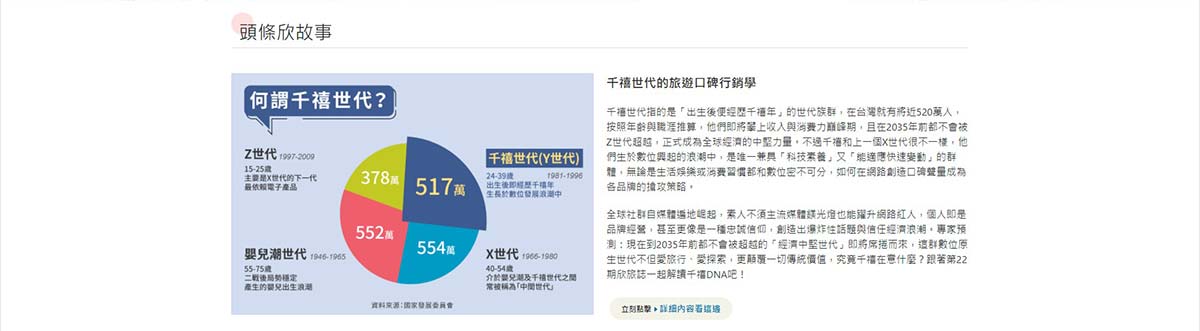 頭條欣故事
何謂千禧世代？
Z世代 1997-2009
15-25歲
主要是X世代的下一代
最依賴電子產品
378萬
517萬
千禧世代(Y世代)
24-39歲 1981-1996
出生後即經歷千禧年
生長於數位發展浪潮中
552萬
554萬
嬰兒潮世代 1946-1965
55-75歲
二戰後局勢穩定
產生的嬰兒出生浪潮
X世代 1966-1980
40-54歲
介於嬰兒潮及千禧世代之間
常被稱為「中間世代」
資料來源：國家發展委員會
千禧世代的旅遊口碑行銷學
千禧世代指的是「出生後便經歷千禧年」的世代族群，在台灣就有將近520萬人，
按照年齡與職涯推算，他們即將攀上收入與消費力巔峰期，且在2035年前都不會被
Z世代超越，正式成為全球經濟的中堅力量。不過千禧和上一個X世代很不一樣，他
們生於數位興起的浪潮中，是唯一兼具「科技素養」又「能適應快速變動」的群
體，無論是生活娛樂或消費習慣都和數位密不可分，如何在網路創造口碑聲量成為
各品牌的搶攻策略。
全球社群自媒體遍地崛起，素人不須主流媒體鎂光燈也能躍升網路紅人，個人即是
品牌經營，甚至更像是一種忠誠信仰，創造出爆炸性話題與信任經濟浪潮。專家預
測：現在到2035年前都不會被超越的「經濟中堅世代」即將席捲而來，這群數位原
生世代不但愛旅行、愛探索，更顛覆一切傳統價值，究竟千禧在意什麼？跟著第22
期欣旅誌一起解讀千禧DNA吧！
立刻點擊 ▸ 詳細內容看這邊